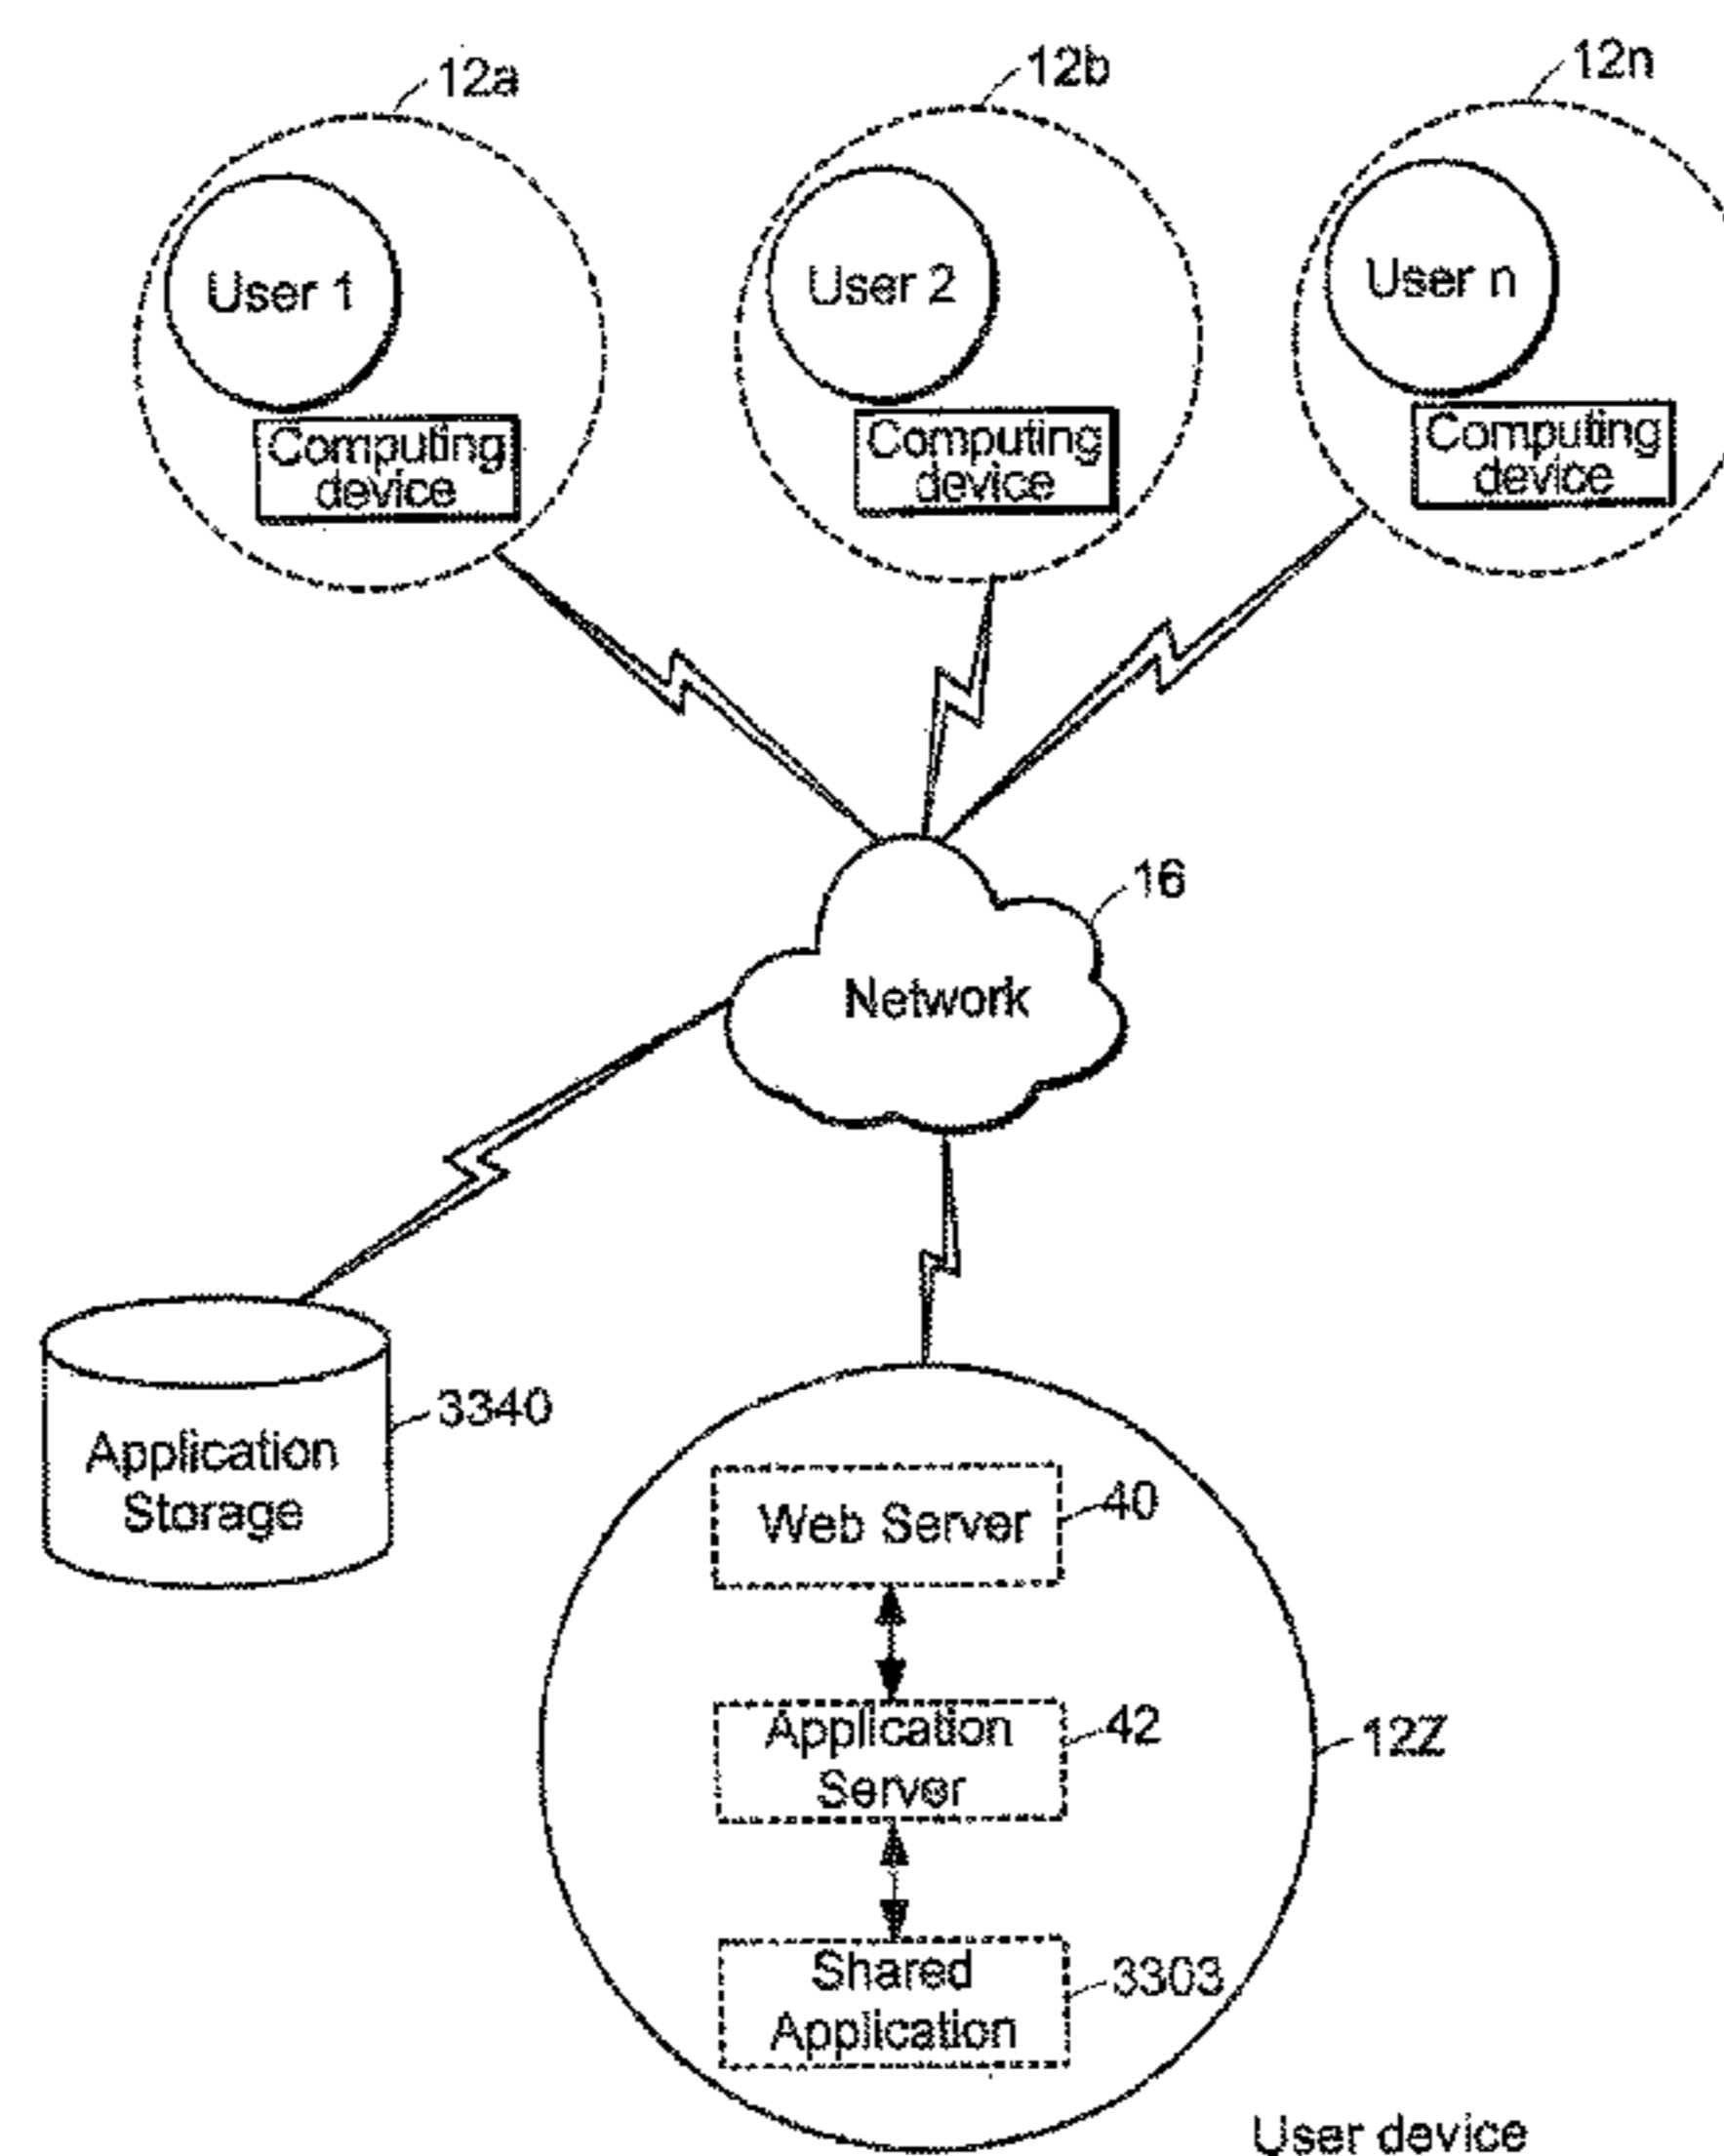 12a
12b
12n
User 1
User 2
User n
Computing
device
Computing
device
Computing
device
16
Network
3340
Application
Storage
Web Server
40
Application
Server
42
12Z
Shared
Application
3303
User device